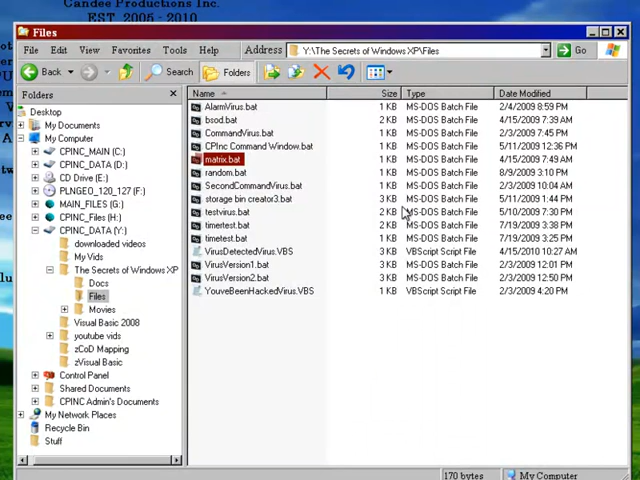 Candee Productions Inc.
EST. 2005 - 2010
Files
File Edit View Favorites Tools Help Address Y:\The Secrets of Windows XP\Files Go
Back Search Folders
Folders
Desktop
My Documents
My Computer
CPINC_MAIN (C:)
CPINC_DATA (D:)
CD Drive (E:)
PLNGEO_120_127 (F:)
MAIN_FILES (G:)
CPINC_Files (H:)
CPINC_DATA (Y:)
downloaded videos
My Vids
The Secrets of Windows XP
Docs
Files
Movies
Visual Basic 2008
youtube vids
zCoD Mapping
zVisual Basic
Control Panel
Shared Documents
CPINC Admin's Documents
My Network Places
Recycle Bin
Stuff
Name Size Type Date Modified
AlarmVirus.bat 1 KB MS-DOS Batch File 2/4/2009 8:59 PM
bsod.bat 2 KB MS-DOS Batch File 4/15/2009 7:39 AM
CommandVirus.bat 1 KB MS-DOS Batch File 2/3/2009 7:45 PM
CPInc Command Window.bat 1 KB MS-DOS Batch File 5/11/2009 12:36 PM
matrix.bat 1 KB MS-DOS Batch File 4/15/2009 7:49 AM
random.bat 1 KB MS-DOS Batch File 8/9/2009 3:10 PM
SecondCommandVirus.bat 1 KB MS-DOS Batch File 2/3/2009 10:04 AM
storage bin creator3.bat 3 KB MS-DOS Batch File 5/11/2009 1:44 PM
testvirus.bat 2 KB MS-DOS Batch File 5/10/2009 7:30 PM
timertest.bat 2 KB MS-DOS Batch File 7/19/2009 3:38 PM
timetest.bat 1 KB MS-DOS Batch File 7/19/2009 3:25 PM
VirusDetectedVirus.VBS 3 KB VBScript Script File 4/15/2010 10:27 AM
VirusVersion1.bat 3 KB MS-DOS Batch File 2/3/2009 12:01 PM
VirusVersion2.bat 3 KB MS-DOS Batch File 2/3/2009 12:50 PM
YouveBeenHackedVirus.VBS 1 KB VBScript Script File 2/3/2009 4:20 PM
170 bytes My Computer